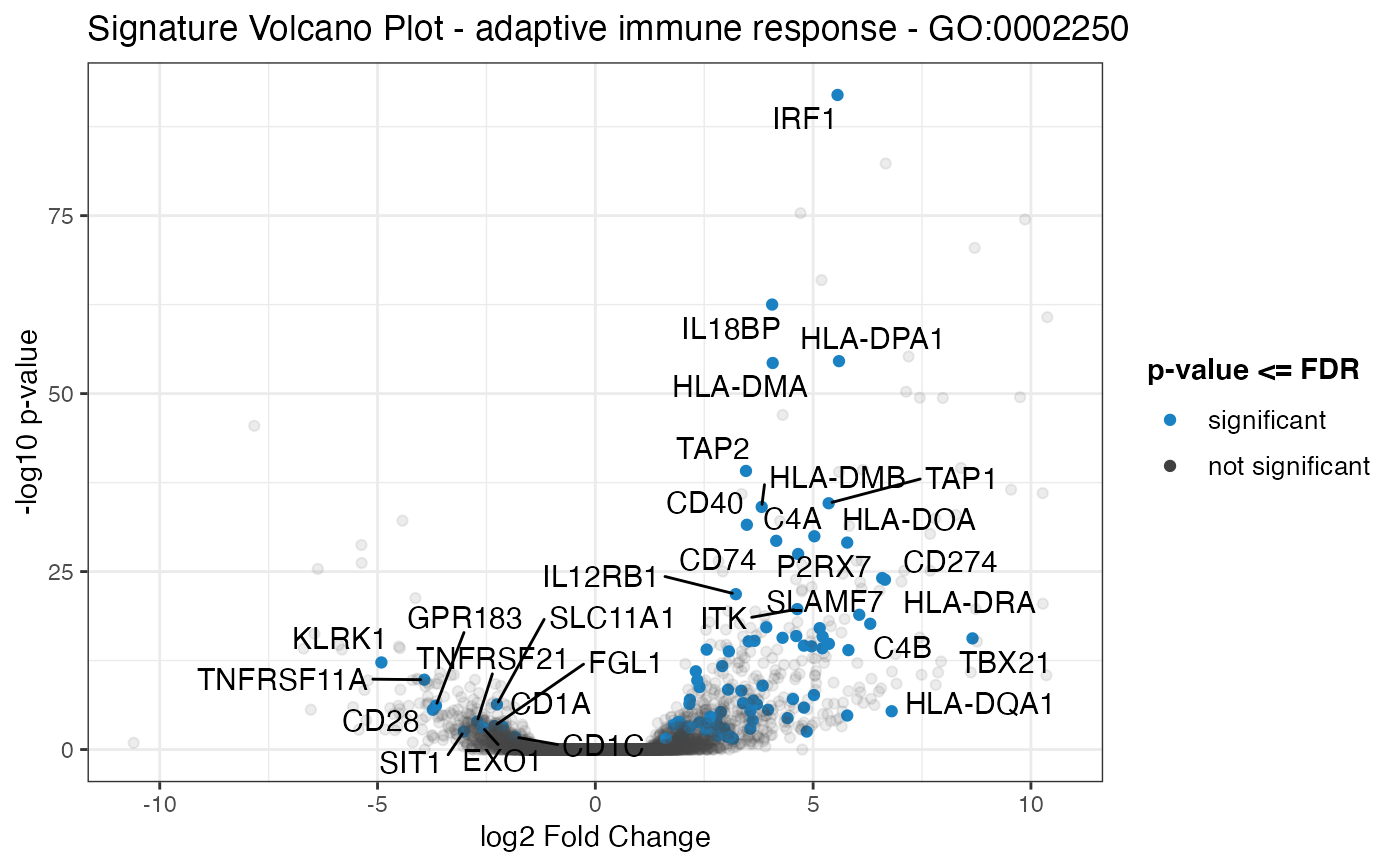 Signature Volcano Plot - adaptive immune response - GO:0002250
-log10 p-value
75
50
25
0
IRF1
IL18BP
HLA-DPA1
HLA-DMA
TAP2
HLA-DMB
TAP1
CD40
C4A
HLA-DOA
CD74
P2RX7
CD274
IL12RB1
ITK
SLAMF7
HLA-DRA
GPR183
SLC11A1
KLRK1
TNFRSF21
FGL1
C4B
TBX21
TNFRSF11A
CD1A
HLA-DQA1
CD28
SIT1
EXO1
CD1C
-10
-5
0
5
10
log2 Fold Change
p-value <= FDR
significant
not significant